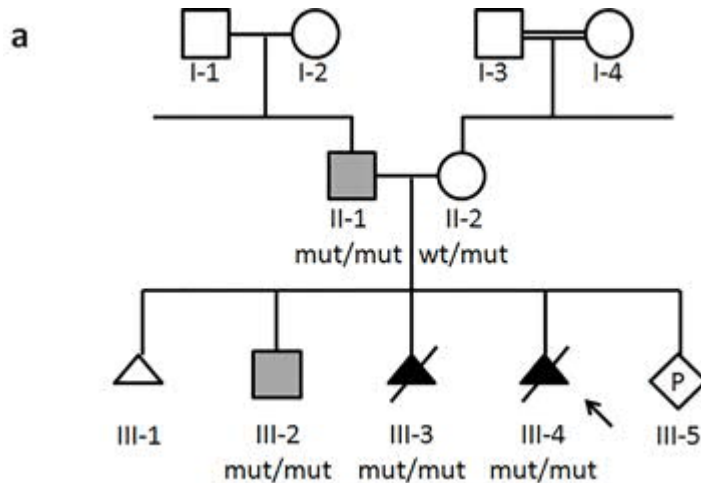 a
I-1 I-2 I-3 I-4
II-1 II-2
mut/mut wt/mut
P
III-1 III-2 III-3 III-4 III-5
mut/mut mut/mut mut/mut